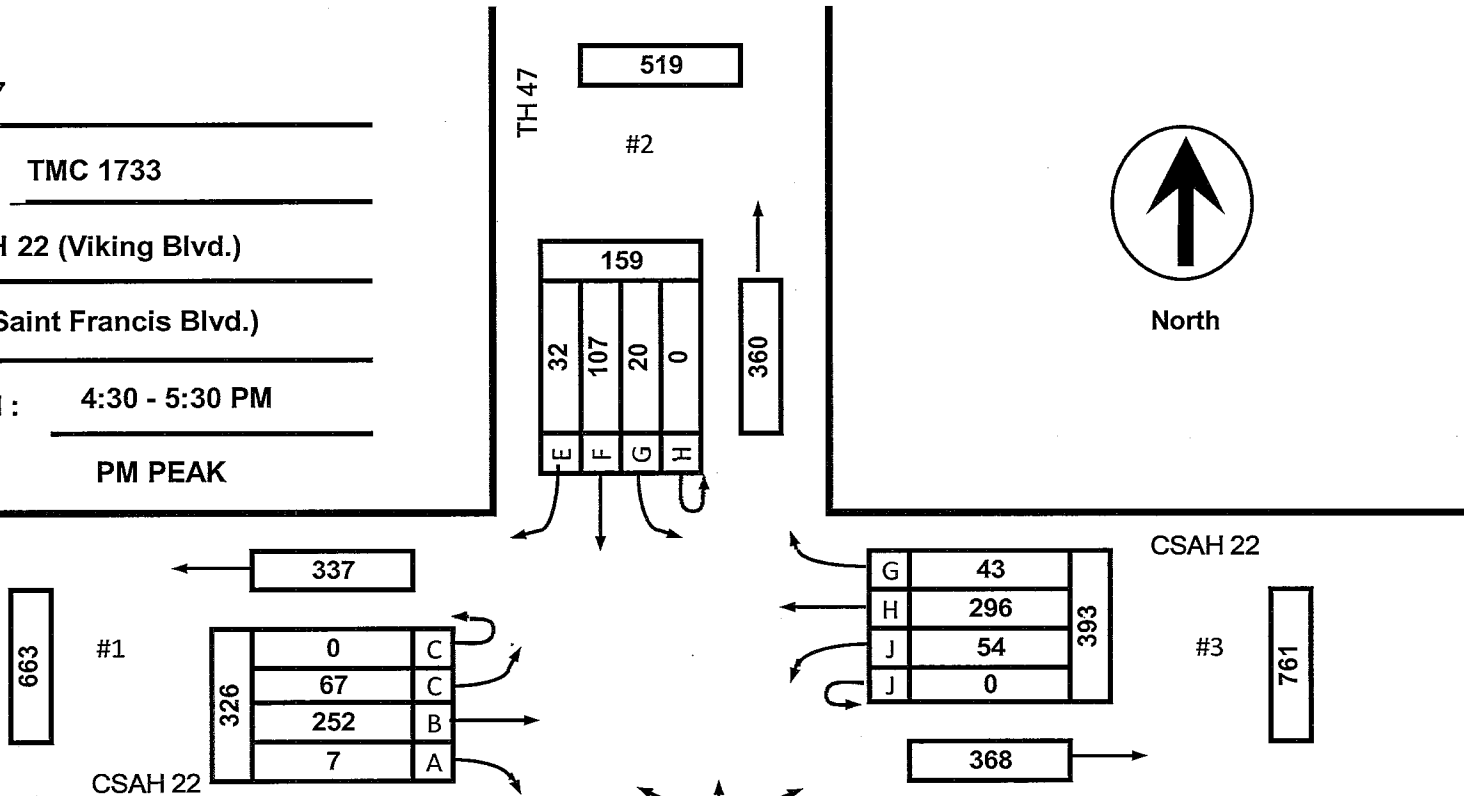 TMC 1733
22 (Viking Blvd.)
Saint Francis Blvd.)
:
4:30 - 5:30 PM
PM PEAK
TH 47
519
#2
159
32 107 20 0
E F G H
360
North
337
663
#1
326
0 C
67 C
252 B
7 A
CSAH 22
CSAH 22
G 43
H 296
J 54
J 0
393
#3
761
368